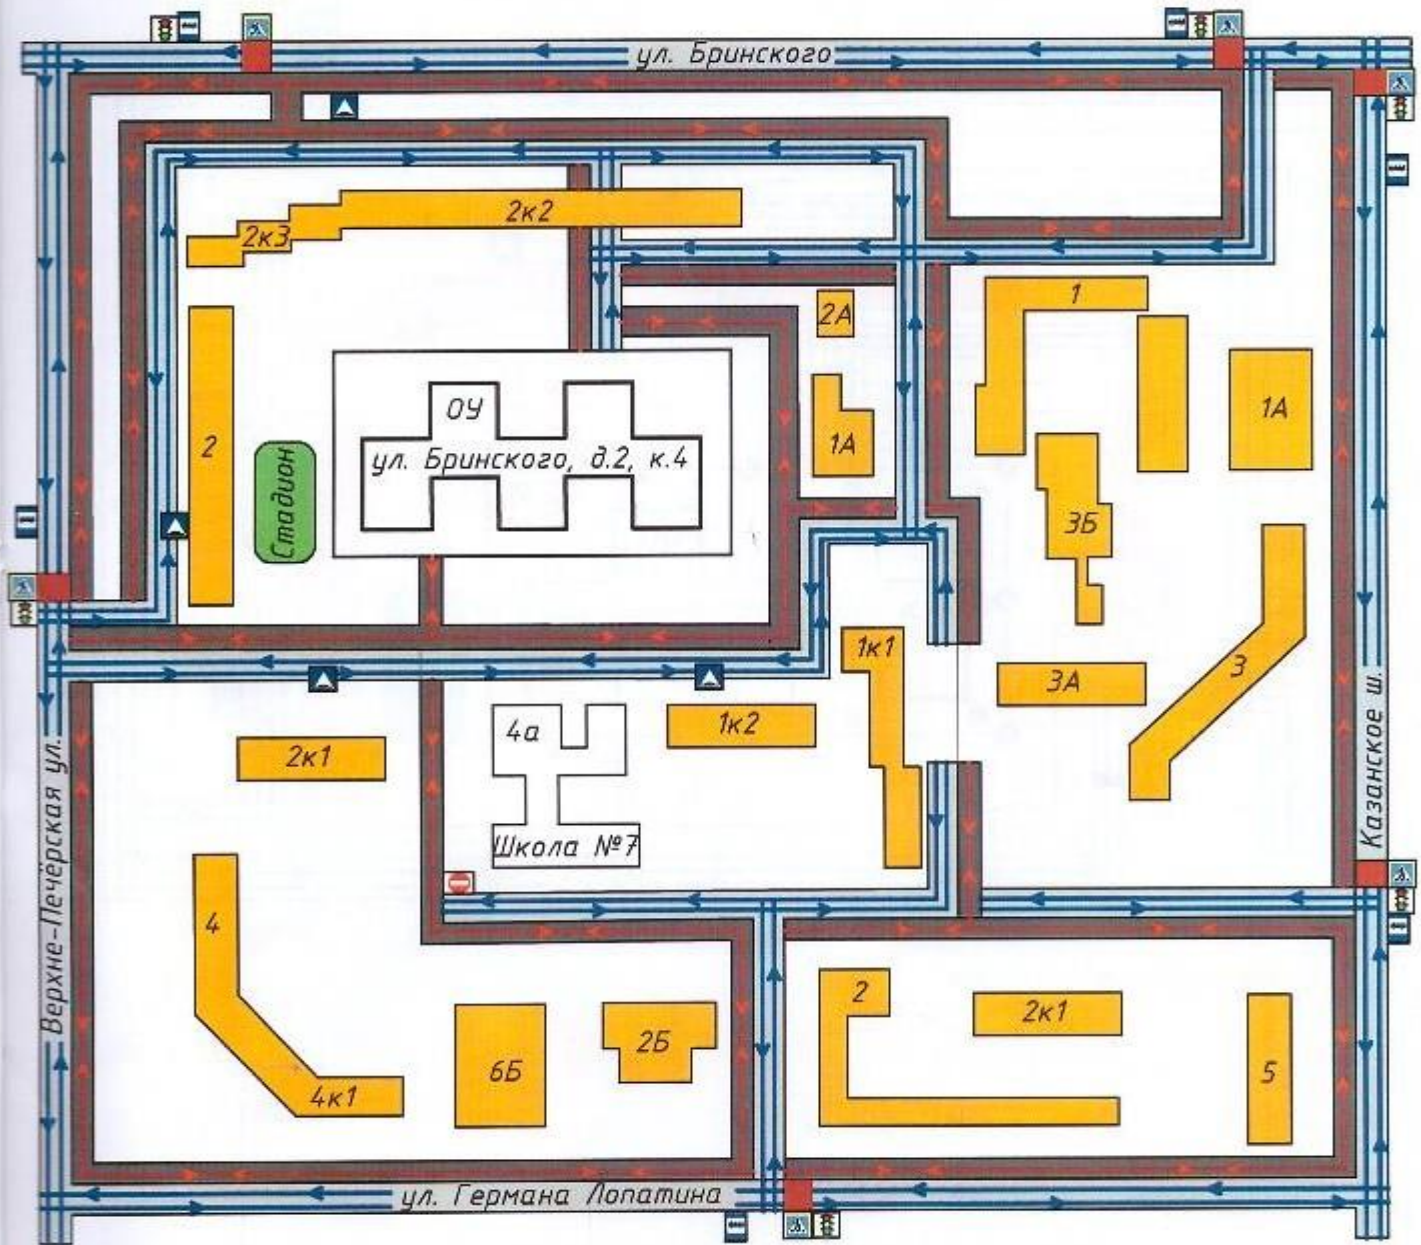 ул. Бринского
2к2
2к3
1
2А
2
ОУ
1А
1А
ул. Бринского, д.2, к.4
Стадион
3Б
1к1
3
3А
4а
1к2
2к1
Школа №7
Казанское ш.
Верхне-Печёрская ул.
4
2
2к1
2Б
6Б
5
4к1
ул. Германа Лопатина